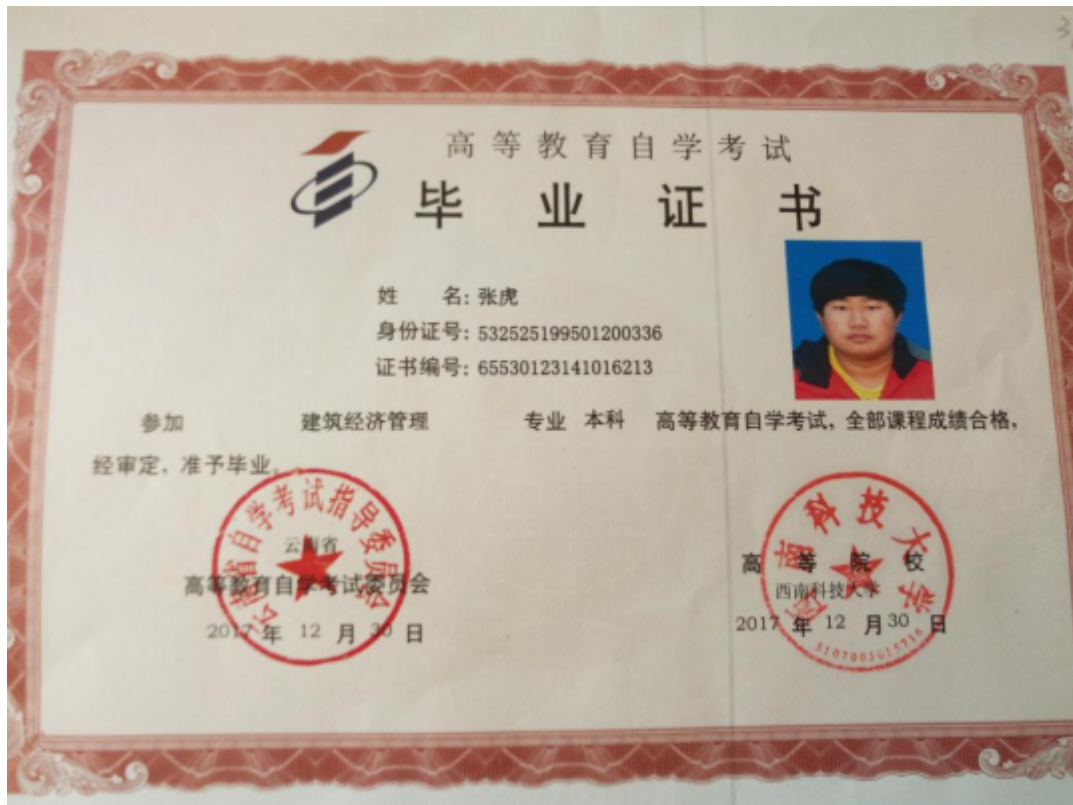 高等教育自学考试
毕业证书
姓 名: 张虎
身份证号: 532525199501200336
证书编号: 65530123141016213
参加 建筑经济管理 专业 本科 高等教育自学考试, 全部课程成绩合格,
经审定, 准予毕业。
云南省自学考试指导委员会
云南省
高等教育自学考试委员会
2017 年 12 月 30 日
西南科技大学
高等院校
西南科技大学
2017 年 12 月 30 日